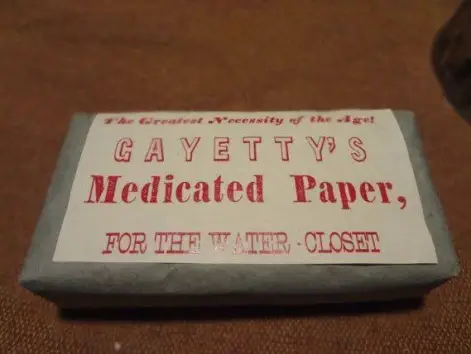 The Greatest Necessity of the Age!
GAYETTY'S
Medicated Paper,
FOR THE WATER-CLOSET